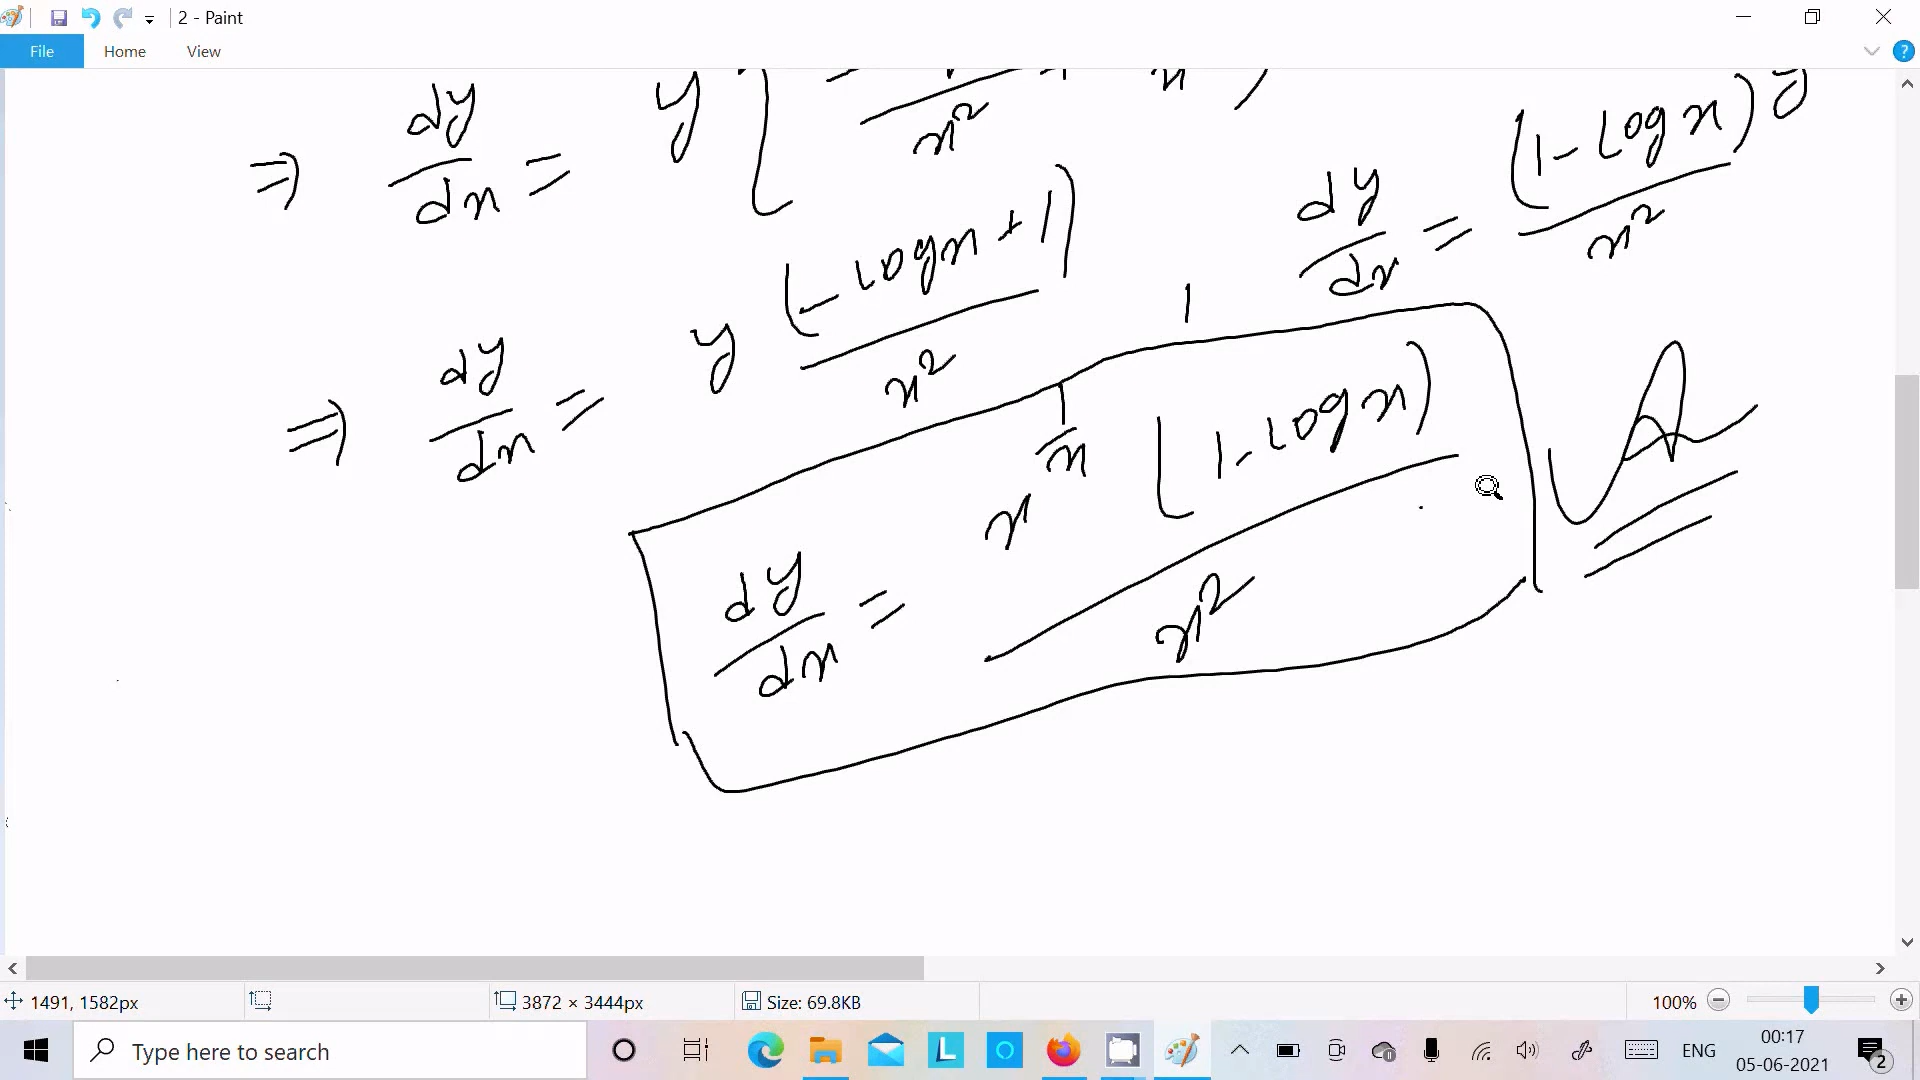 2 - Paint
File Home View
⇒ dy/dx = y [ x²
dy/dx = (1 - log x) y / x²
⇒ dy/dx = y (- log x + 1) / x²
dy/dx = x^(1/x) (1 - log x) / x²
1491, 1582px
3872 × 3444px
Size: 69.8KB
100%
Type here to search
ENG
00:17
05-06-2021
2